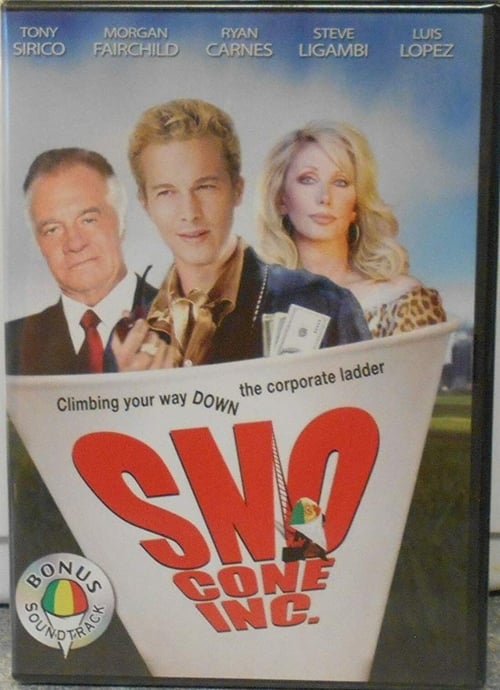 TONY MORGAN RYAN STEVE LUIS
SIRICO FAIRCHILD CARNES LIGAMBI LOPEZ
Climbing your way DOWN the corporate ladder
SNO
CONE
INC.
BONUS
SOUNDTRACK